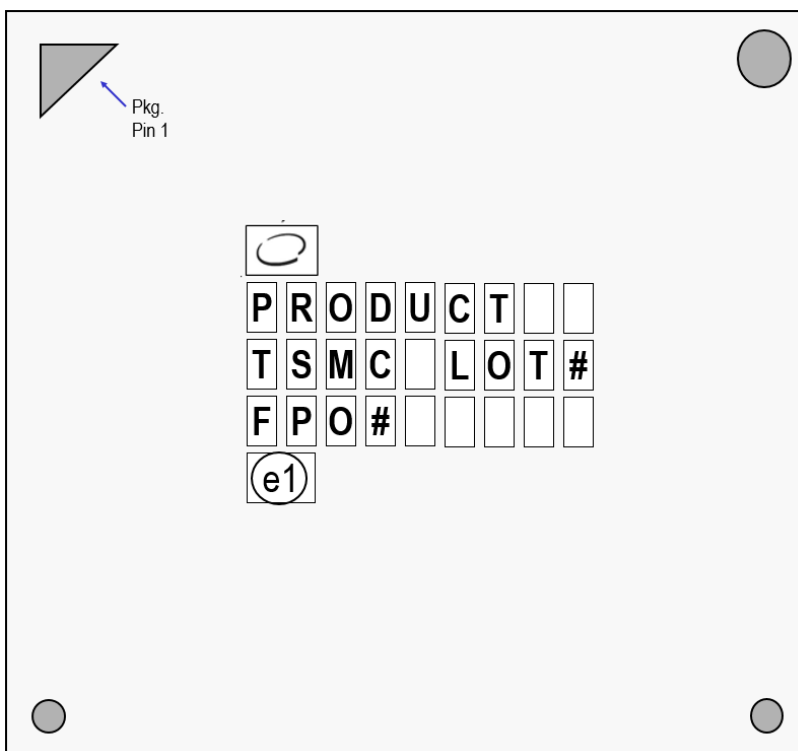 Pkg.
Pin 1
PRODUCT
TSMC LOT#
FPO#
e1